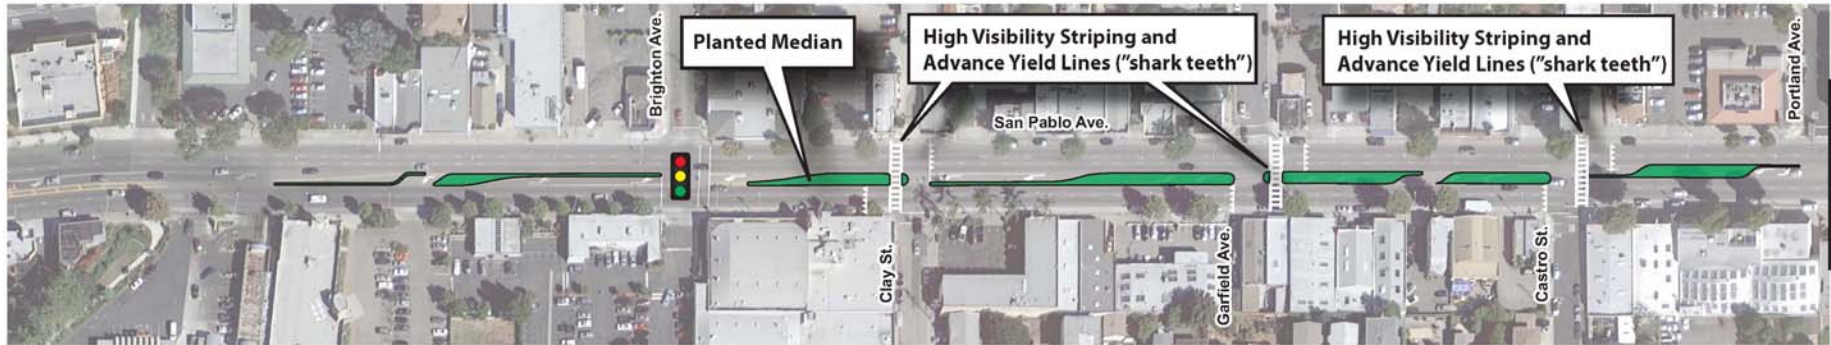 Brighton Ave.
Planted Median
High Visibility Striping and
Advance Yield Lines ("shark teeth")
High Visibility Striping and
Advance Yield Lines ("shark teeth")
Portland Ave.
San Pablo Ave.
Clay St.
Garfield Ave.
Castro St.